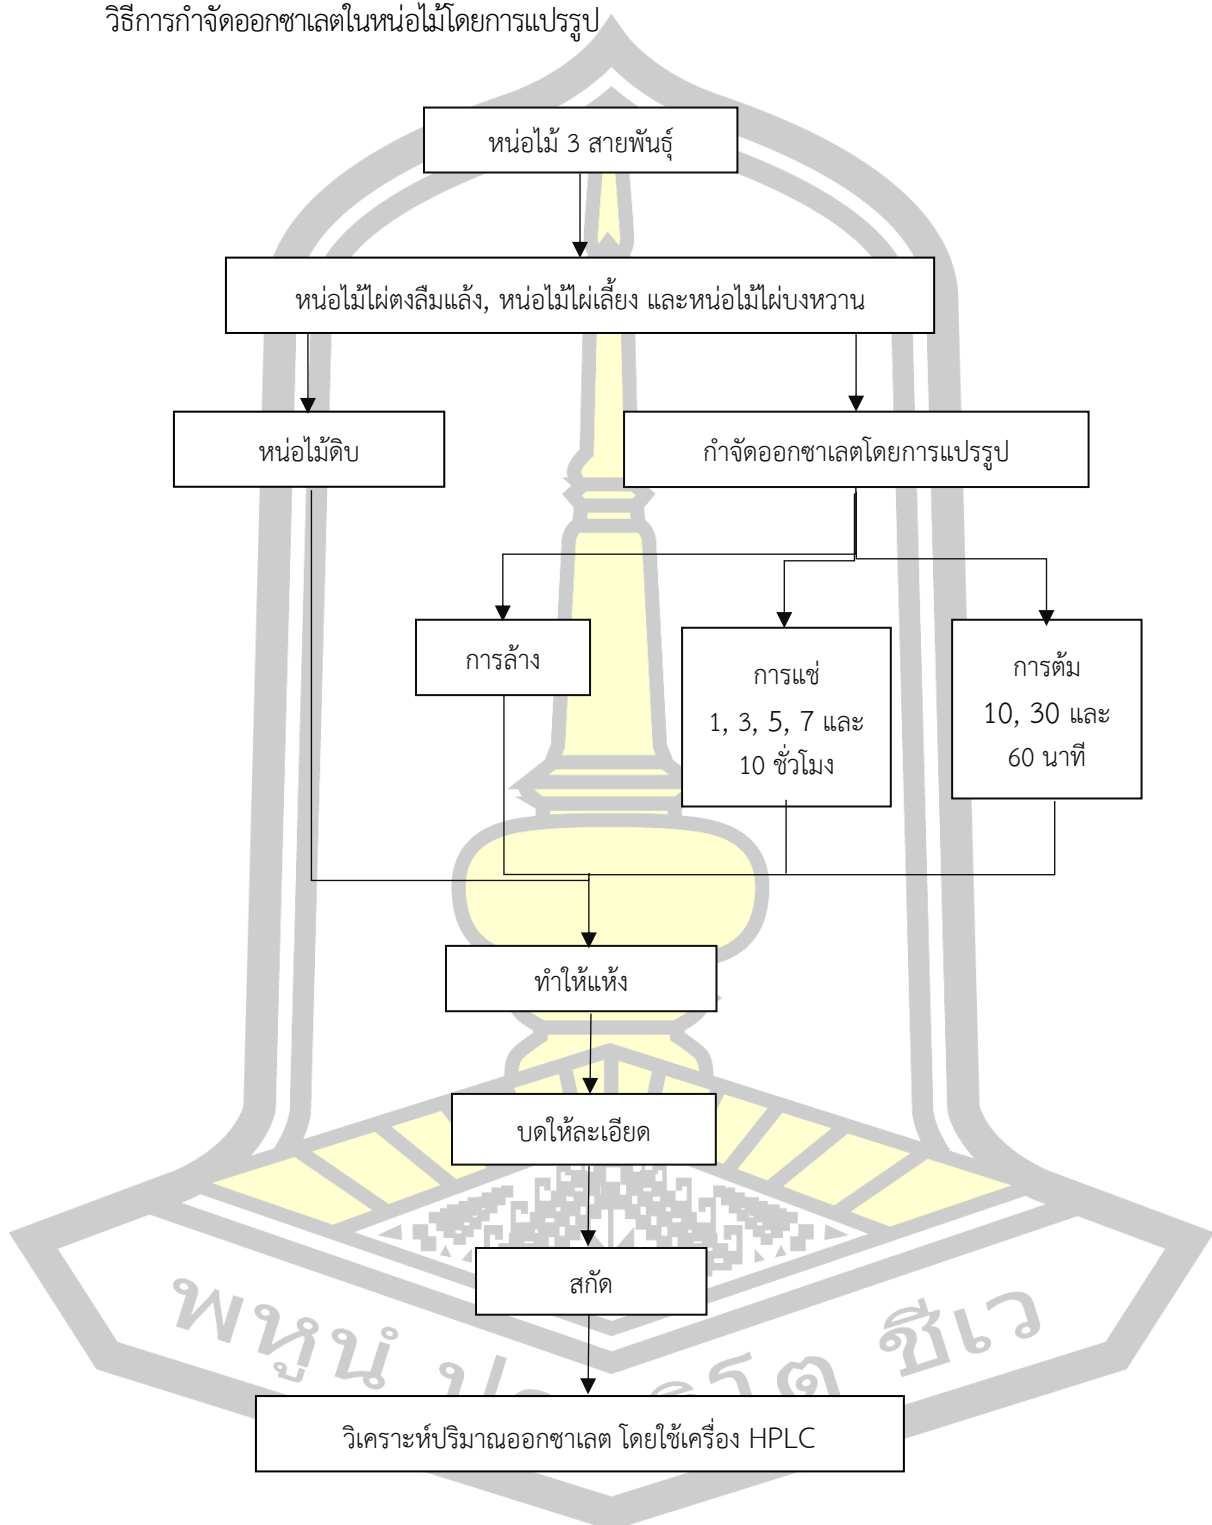 วิธีการกำจัดออกซาเลตในหน่อไม้โดยการแปรรูป
หน่อไม้ 3 สายพันธุ์
หน่อไม้ไผ่ตงลืมแล้ง, หน่อไม้ไผ่เลี้ยง และหน่อไม้ไผ่บงหวาน
หน่อไม้ดิบ
กำจัดออกซาเลตโดยการแปรรูป
การล้าง
การแช่
1, 3, 5, 7 และ
10 ชั่วโมง
การต้ม
10, 30 และ
60 นาที
ทำให้แห้ง
บดให้ละเอียด
สกัด
วิเคราะห์ปริมาณออกซาเลต โดยใช้เครื่อง HPLC
พหูนํ ชีเว